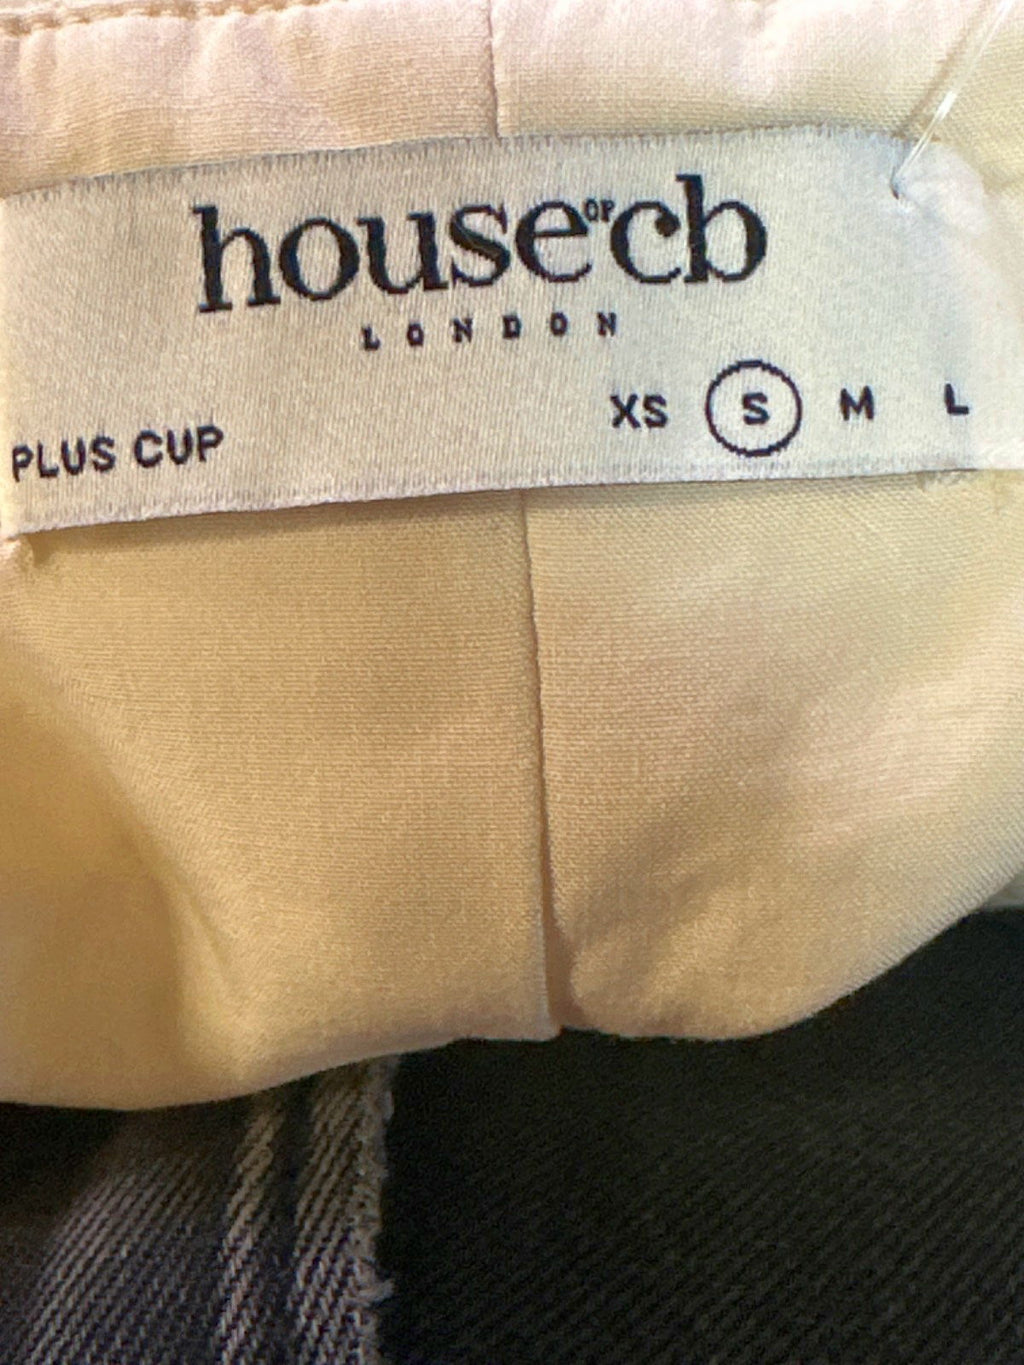 house OF cb
LONDON
XS S M L
PLUS CUP